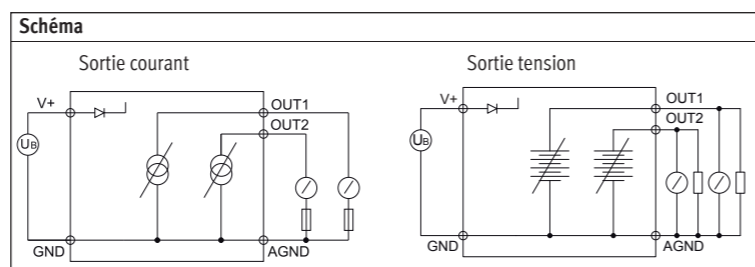 Schéma
Sortie courant
V+
OUT1
OUT2
UB
GND
AGND
Sortie tension
V+
OUT1
OUT2
UB
GND
AGND